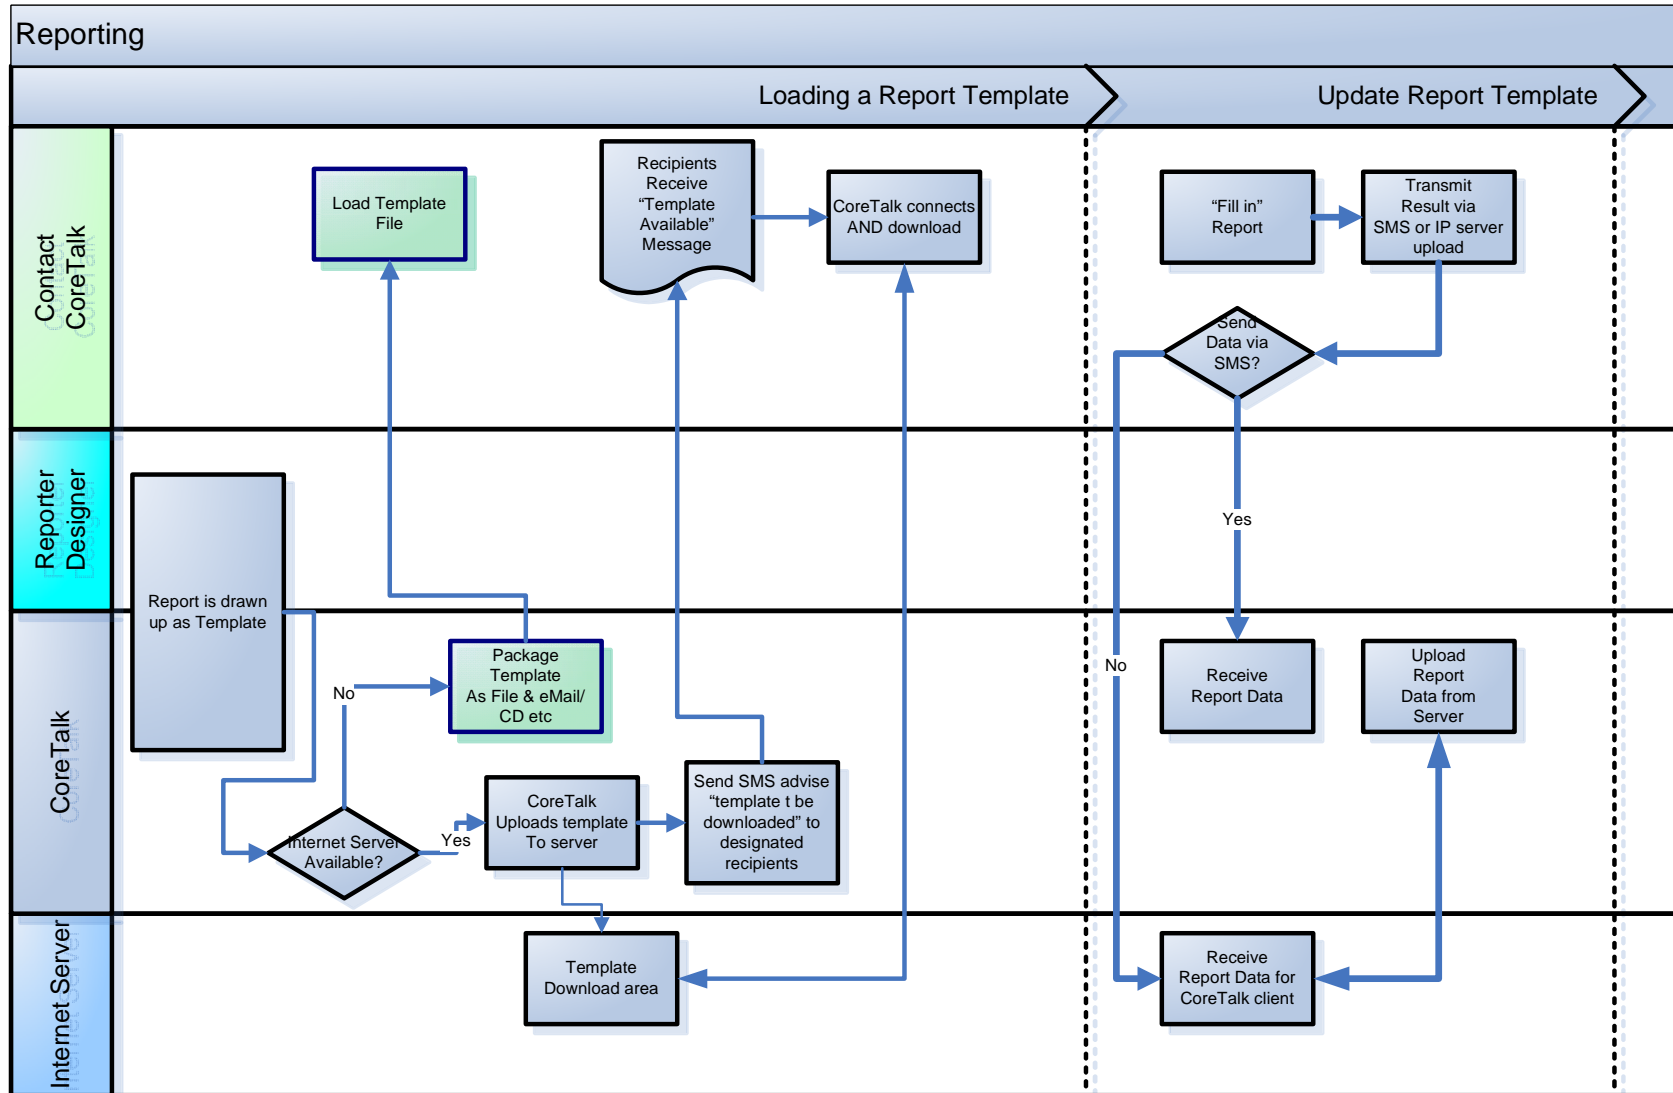 Reporting
Loading a Report Template
Update Report Template
Contact
CoreTalk
Load Template
File
Recipients
Receive
“Template
Available”
Message
CoreTalk connects
AND download
“Fill in”
Report
Transmit
Result via
SMS or IP server
upload
Send
Data via
SMS?
Reporter
Designer
Report is drawn
up as Template
Yes
CoreTalk
No
Package
Template
As File & eMail/
CD etc
No
Receive
Report Data
Upload
Report
Data from
Server
Internet Server
Available?
Yes
CoreTalk
Uploads template
To server
Send SMS advise
“template t be
downloaded” to
designated
recipients
Internet Server
Template
Download area
Receive
Report Data for
CoreTalk client